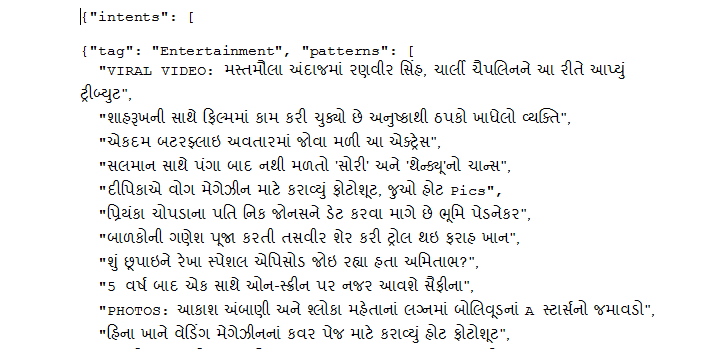 {"intents": [
{"tag": "Entertainment", "patterns": [
"VIRAL VIDEO: મસ્તમૌલા અંદાજમાં રણવીર સિંહ, ચાર્લી ચૈપલિનને આ રીતે આપ્યું
ટ્રીબ્યુટ",
"શાહરૂખની સાથે ફિલ્મમાં કામ કરી ચુક્યો છે અનુષ્કાથી ઠપકો ખાધેલો વ્યક્તિ",
"એકદમ બટરફ્લાઇ અવતારમાં જોવા મળી આ એક્ટ્રેસ",
"સલમાન સાથે પંગા બાદ નથી મળતો 'સોરી' અને 'થેન્ક્યૂ'નો ચાન્સ",
"દીપિકાએ વોગ મેગેઝીન માટે કરાવ્યું ફોટોશૂટ, જુઓ હોટ Pics",
"પ્રિયંકા ચોપડાના પતિ નિક જોનસને ડેટ કરવા માગે છે ભૂમિ પેડનેકર",
"બાળકોની ગણેશ પૂજા કરતી તસવીર શેર કરી ટ્રોલ થઇ ફરાહ ખાન",
"શું છૂપાઇને રેખા સ્પેશલ એપિસોડ જોઇ રહ્યા હતા અમિતાભ?",
"5 વર્ષ બાદ એક સાથે ઓન-સ્ક્રીન પર નજર આવશે સૈફીના",
"PHOTOS: આકાશ અંબાણી અને શ્લોકા મહેતાનાં લગ્નમાં બોલિવૂડનાં A સ્ટાર્સનો જમાવડો",
"હિના ખાને વેડિંગ મેગેઝીનનાં કવર પેજ માટે કરાવ્યું હોટ ફોટોશૂટ",